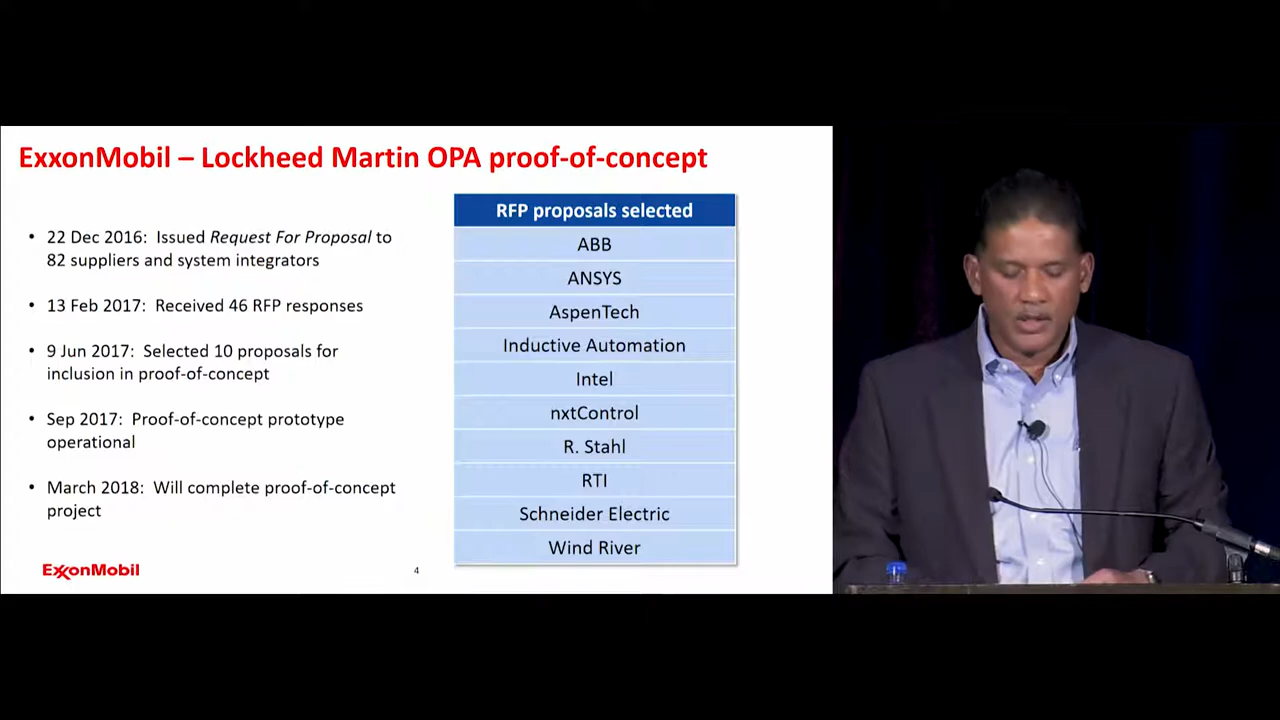 ExxonMobil – Lockheed Martin OPA proof-of-concept
• 22 Dec 2016: Issued Request For Proposal to
82 suppliers and system integrators
• 13 Feb 2017: Received 46 RFP responses
• 9 Jun 2017: Selected 10 proposals for
inclusion in proof-of-concept
• Sep 2017: Proof-of-concept prototype
operational
• March 2018: Will complete proof-of-concept
project
RFP proposals selected
ABB
ANSYS
AspenTech
Inductive Automation
Intel
nxtControl
R. Stahl
RTI
Schneider Electric
Wind River
ExxonMobil
4